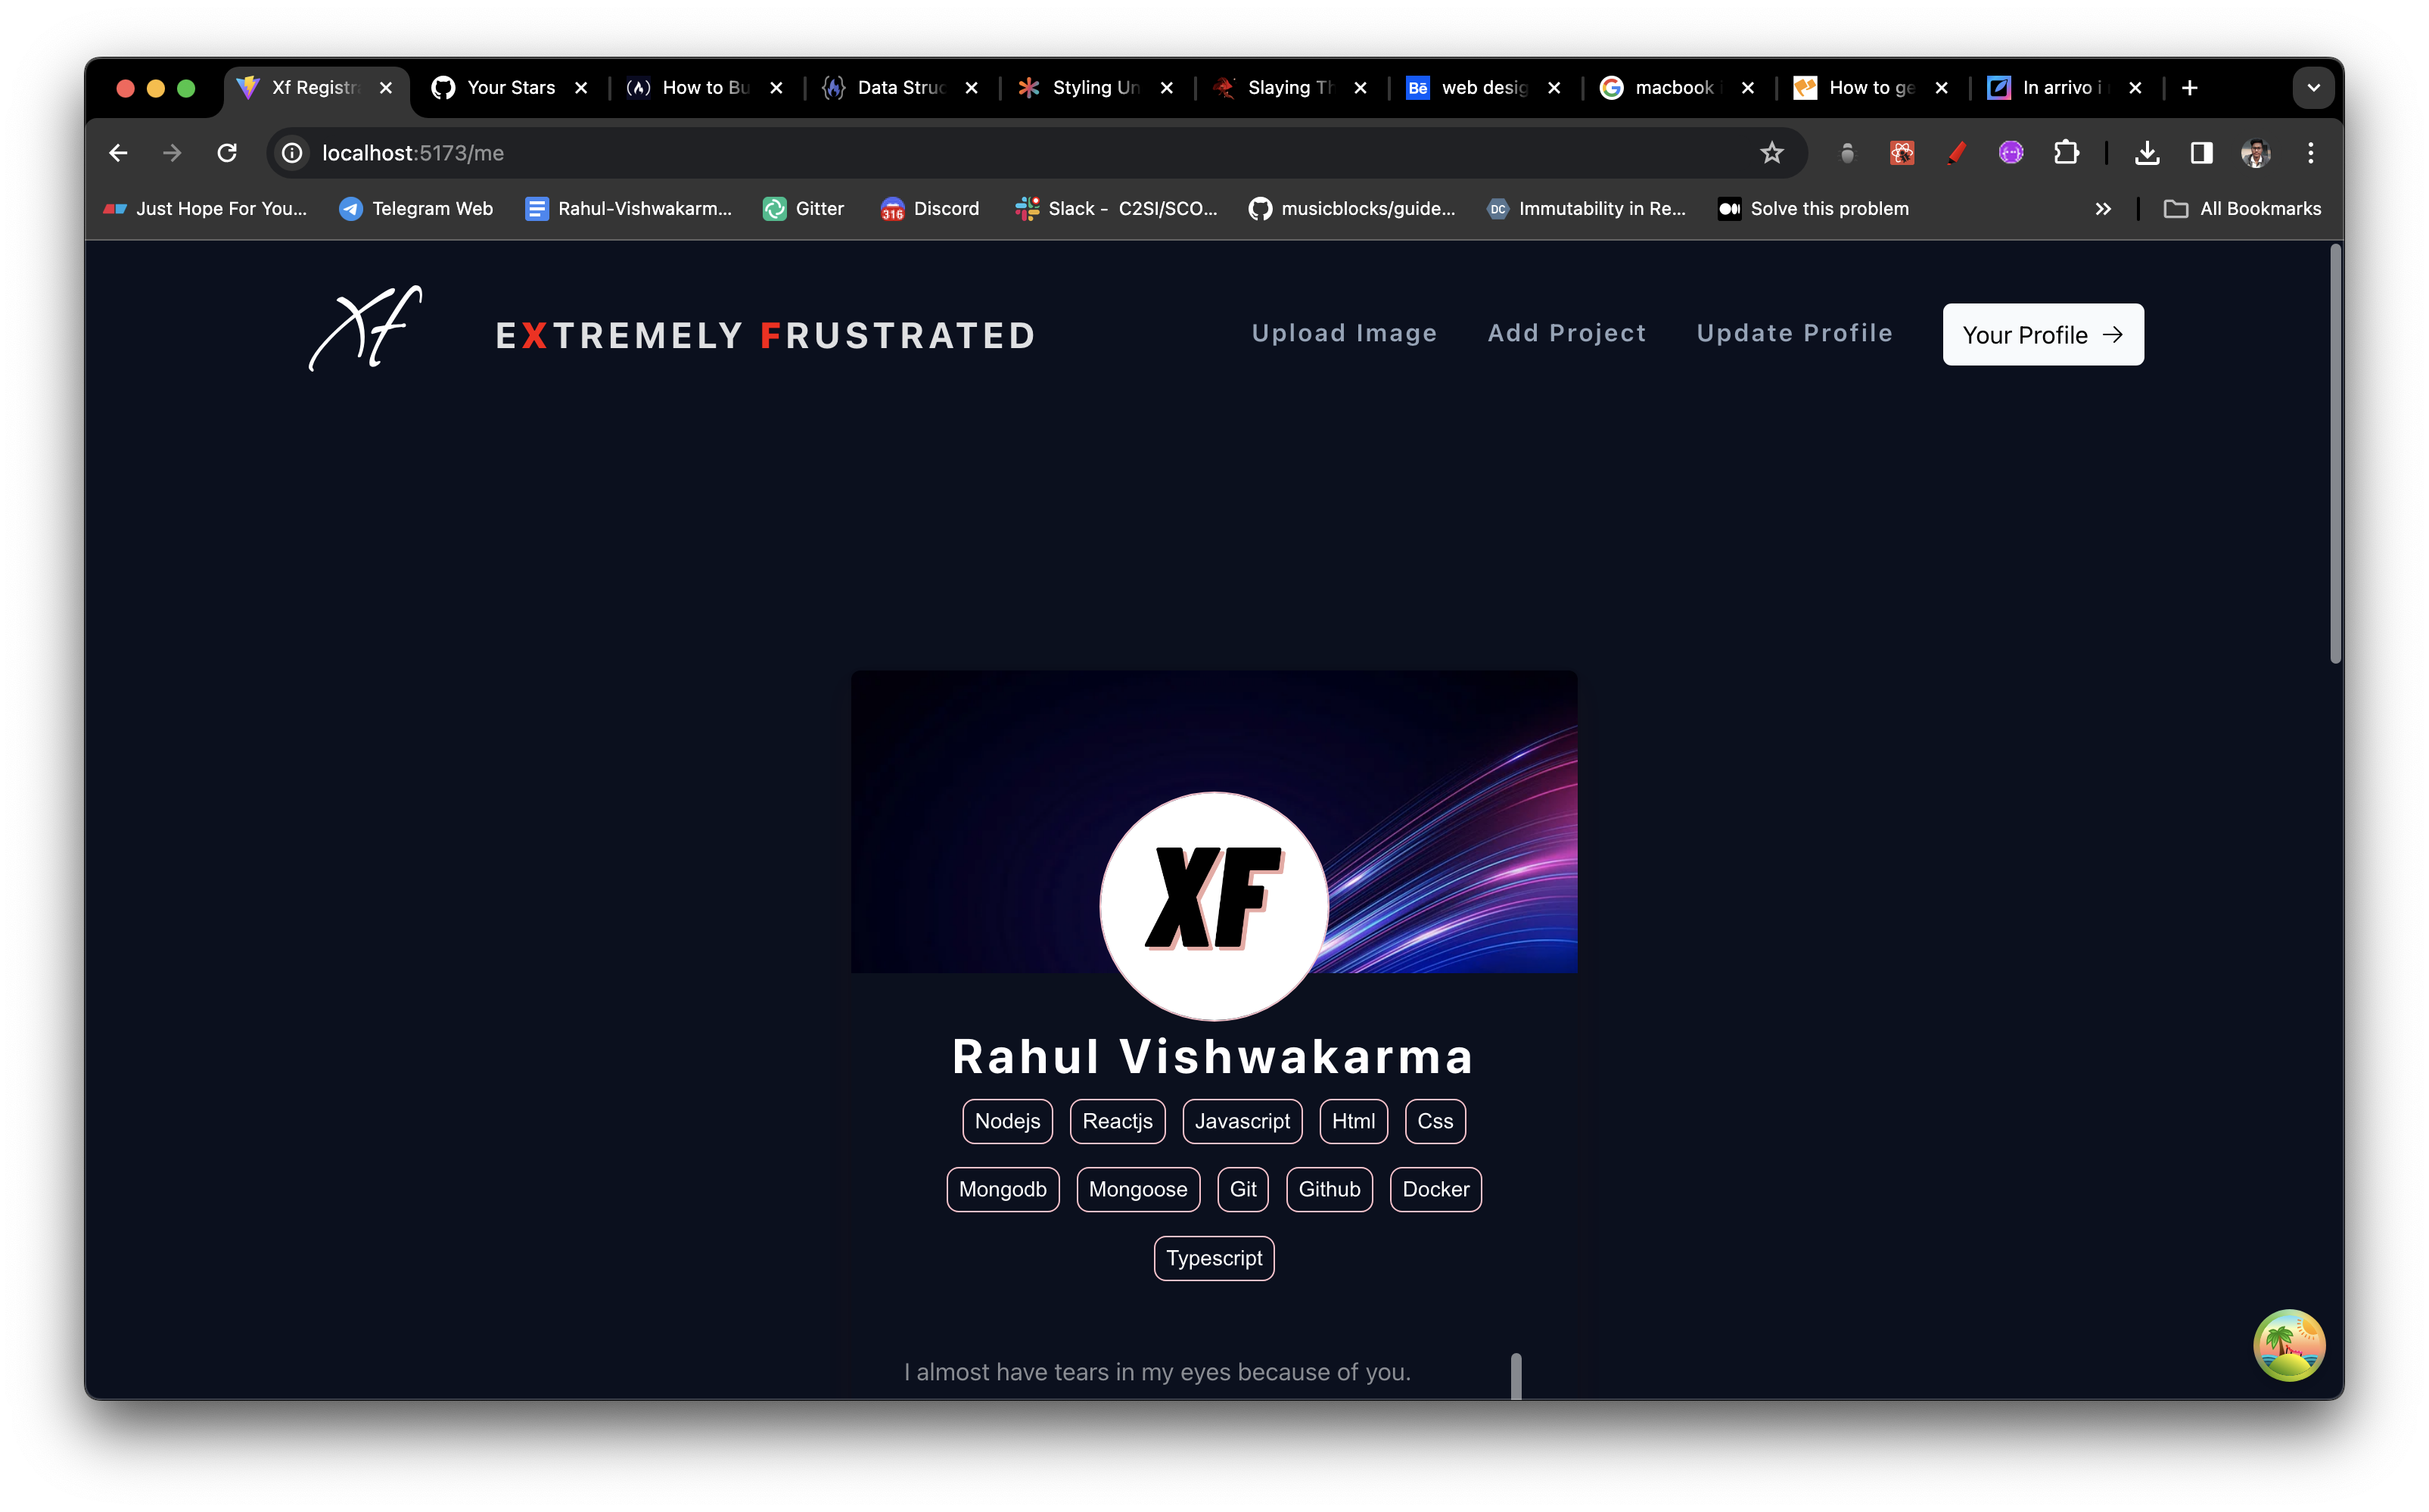 Xf Registr
Your Stars
How to Bu
Data Struc
Styling Un
Slaying Th
Bē
web desig
macbook i
How to ge
In arrivo i
localhost:5173/me
Just Hope For You...
Telegram Web
Rahul-Vishwakarm...
Gitter
316
Discord
Slack - C2SI/SCO...
musicblocks/guide...
DC
Immutability in Re...
Solve this problem
All Bookmarks
Xf
EXTREMELY FRUSTRATED
Upload Image
Add Project
Update Profile
Your Profile →
XF
Rahul Vishwakarma
Nodejs Reactjs Javascript Html Css
Mongodb Mongoose Git Github Docker
Typescript
I almost have tears in my eyes because of you.